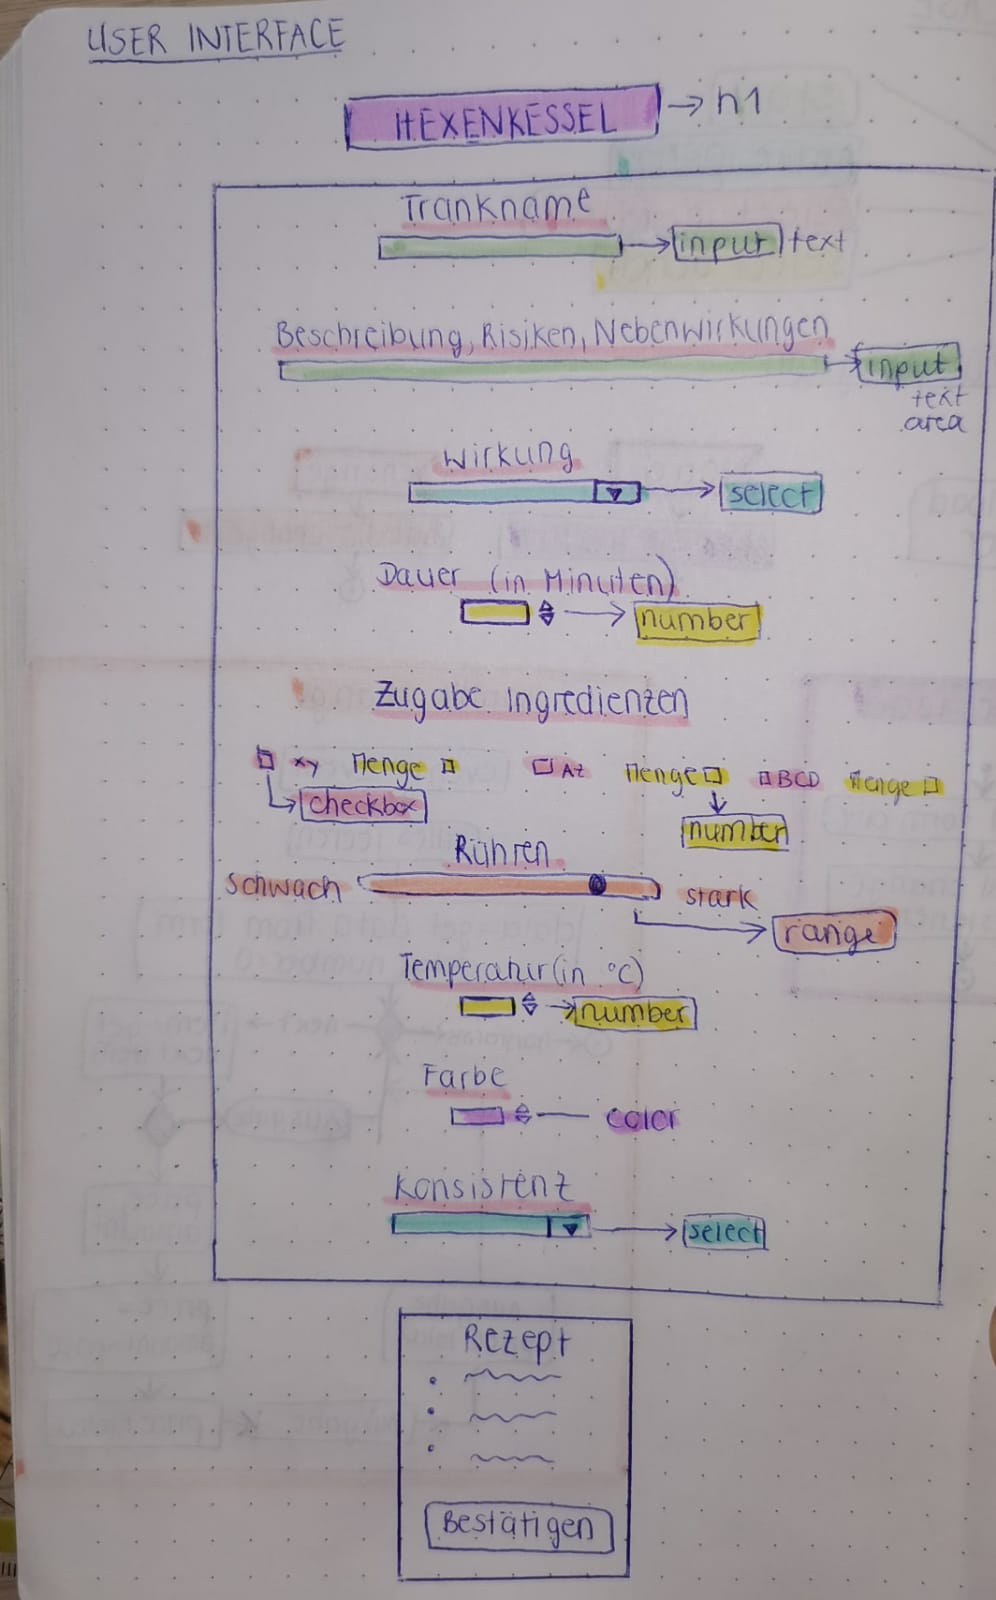 USER INTERFACE
HEXENKESSEL → h1
Trankname
→ input text
Beschreibung, Risiken, Nebenwirkungen
→ input
text
area
Wirkung
→ select
Dauer (in Minuten)
→ number
Zugabe Ingredienzen
xy Menge AZ Menge BCD Menge
checkbox
number
Rühren
schwach stark
range
Temperatur (in °C)
→ number
Farbe
color
Konsistenz
→ select
Rezept
Bestätigen